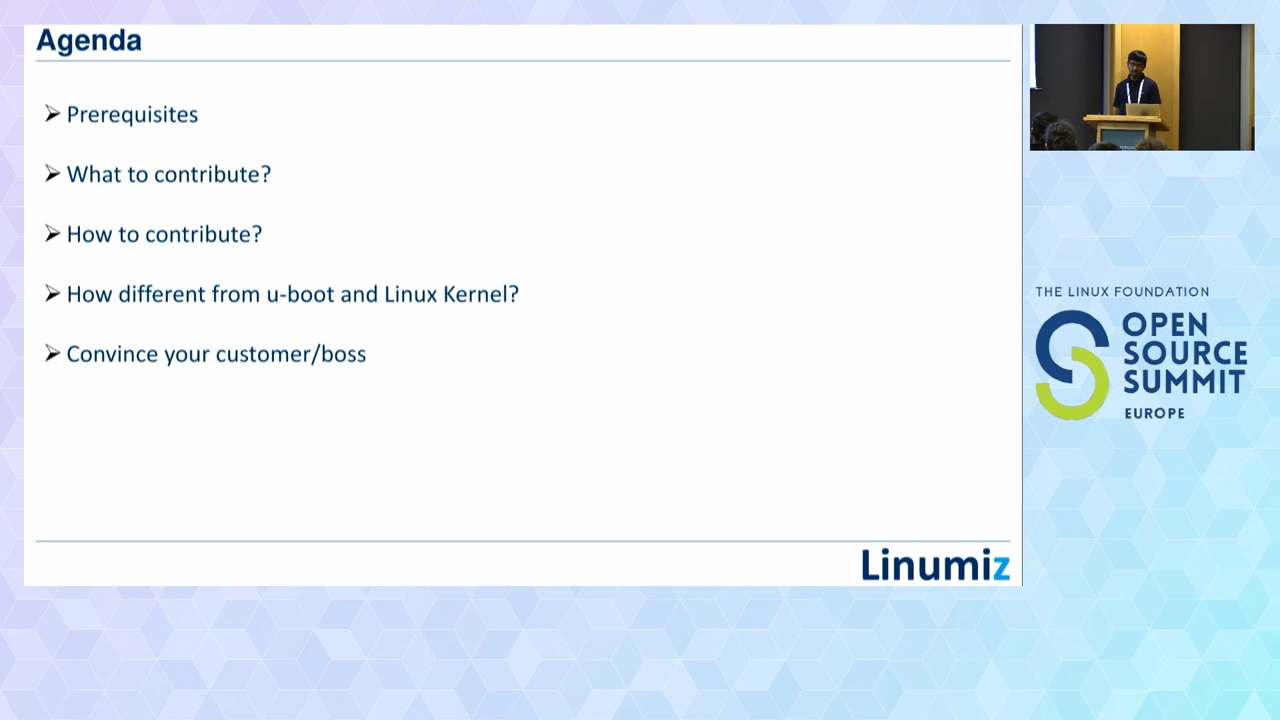 Agenda
Prerequisites
What to contribute?
How to contribute?
How different from u-boot and Linux Kernel?
Convince your customer/boss
Linumiz
THE LINUX FOUNDATION
OPEN
SOURCE
SUMMIT
EUROPE